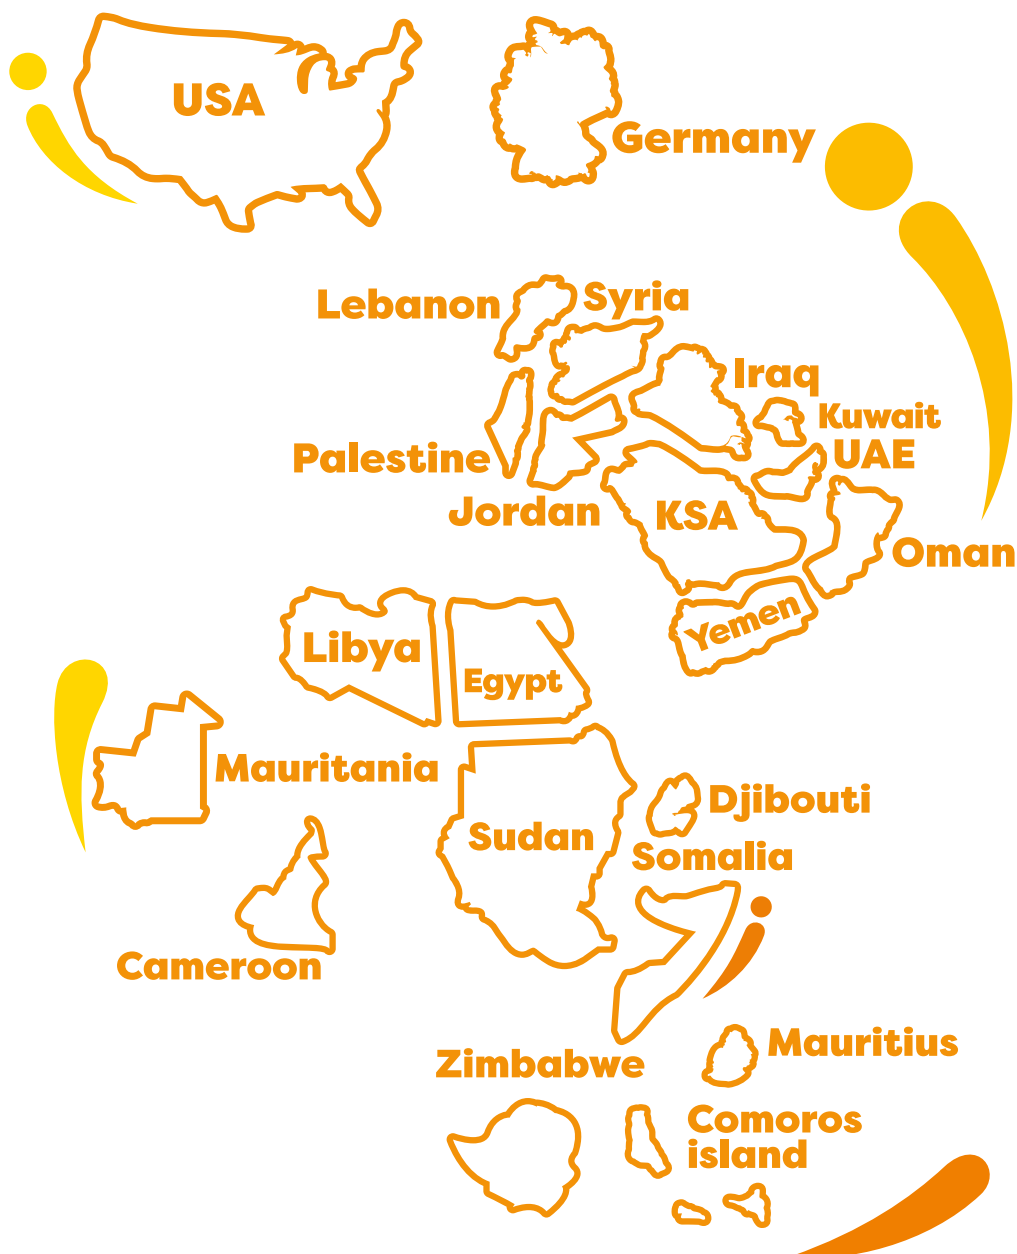 USA
Germany
Lebanon
Syria
Iraq
Kuwait
UAE
Palestine
Jordan
KSA
Oman
Yemen
Libya
Egypt
Mauritania
Djibouti
Sudan
Somalia
Cameroon
Mauritius
Zimbabwe
Comoros
island